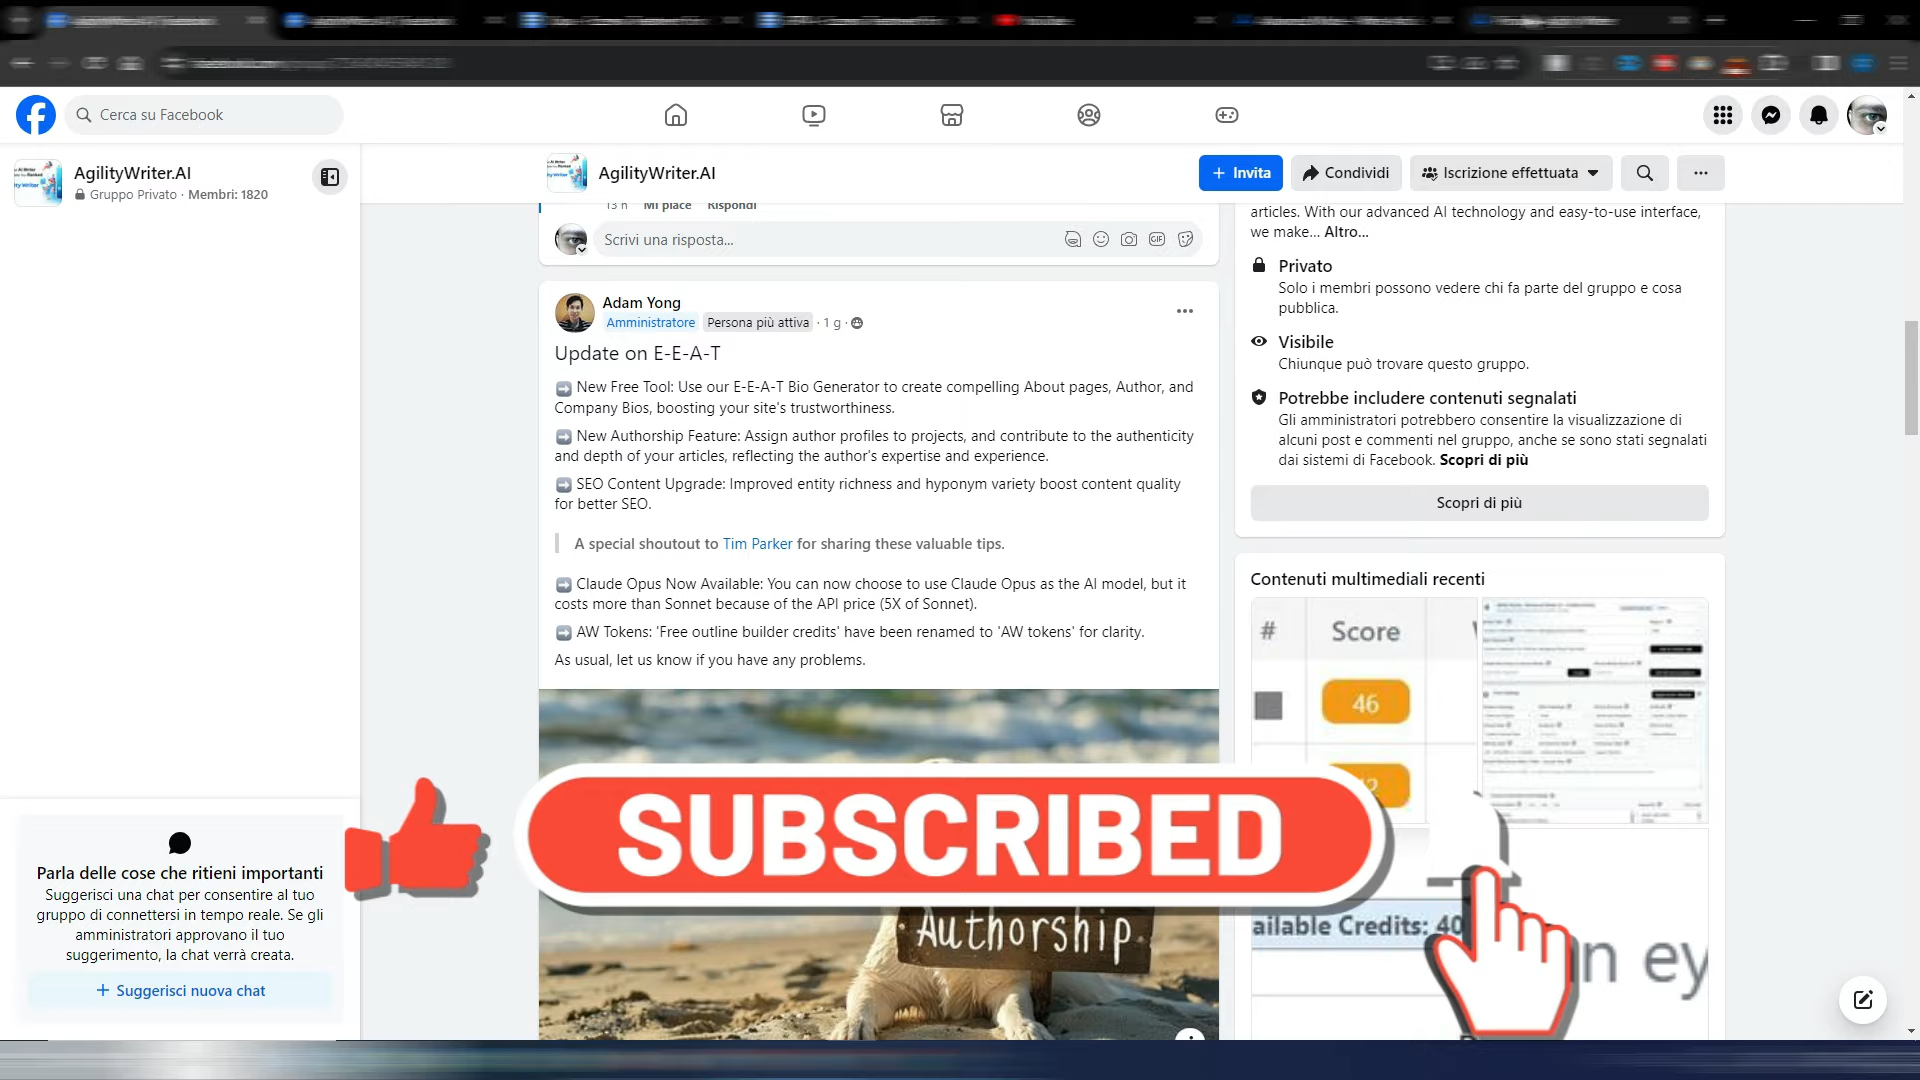 Cerca su Facebook
AgilityWriter.AI
Gruppo Privato · Membri: 1820
AgilityWriter.AI
+ Invita
Condividi
Iscrizione effettuata
13 h Mi piace Rispondi
Scrivi una risposta...
GIF
Adam Yong
Amministratore Persona più attiva · 1 g ·
Update on E-E-A-T
➡ New Free Tool: Use our E-E-A-T Bio Generator to create compelling About pages, Author, and
Company Bios, boosting your site's trustworthiness.
➡ New Authorship Feature: Assign author profiles to projects, and contribute to the authenticity
and depth of your articles, reflecting the author's expertise and experience.
➡ SEO Content Upgrade: Improved entity richness and hyponym variety boost content quality
for better SEO.
A special shoutout to Tim Parker for sharing these valuable tips.
➡ Claude Opus Now Available: You can now choose to use Claude Opus as the AI model, but it
costs more than Sonnet because of the API price (5X of Sonnet).
➡ AW Tokens: 'Free outline builder credits' have been renamed to 'AW tokens' for clarity.
As usual, let us know if you have any problems.
SUBSCRIBED
Authorship
articles. With our advanced AI technology and easy-to-use interface,
we make... Altro...
Privato
Solo i membri possono vedere chi fa parte del gruppo e cosa
pubblica.
Visibile
Chiunque può trovare questo gruppo.
Potrebbe includere contenuti segnalati
Gli amministratori potrebbero consentire la visualizzazione di
alcuni post e commenti nel gruppo, anche se sono stati segnalati
dai sistemi di Facebook. Scopri di più
Scopri di più
Contenuti multimediali recenti
# Score
46
ailable Credits: 40
n ey
Parla delle cose che ritieni importanti
Suggerisci una chat per consentire al tuo
gruppo di connettersi in tempo reale. Se gli
amministratori approvano il tuo
suggerimento, la chat verrà creata.
+ Suggerisci nuova chat